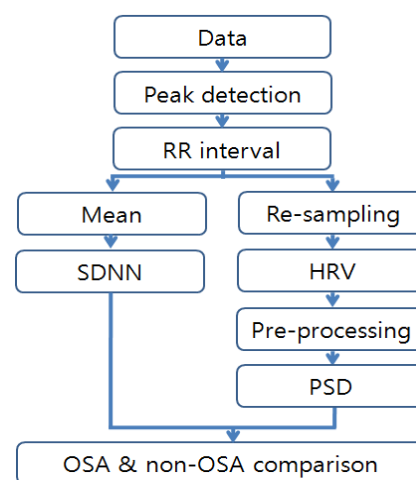 Data
Peak detection
RR interval
Mean
Re-sampling
SDNN
HRV
Pre-processing
PSD
OSA & non-OSA comparison